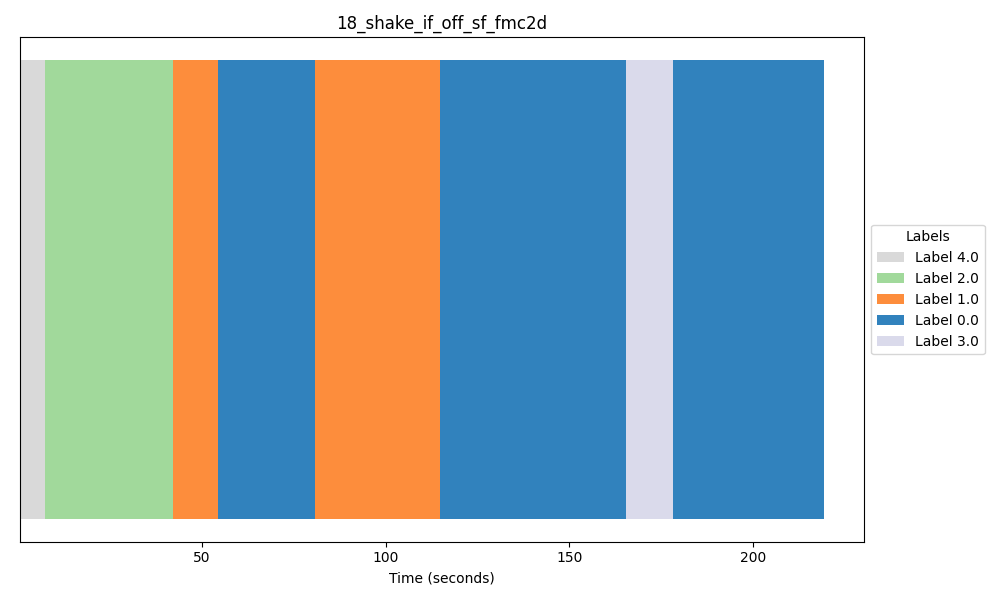 18_shake_if_off_sf_fmc2d
Labels
Label 4.0
Label 2.0
Label 1.0
Label 0.0
Label 3.0
50
100
150
200
Time (seconds)